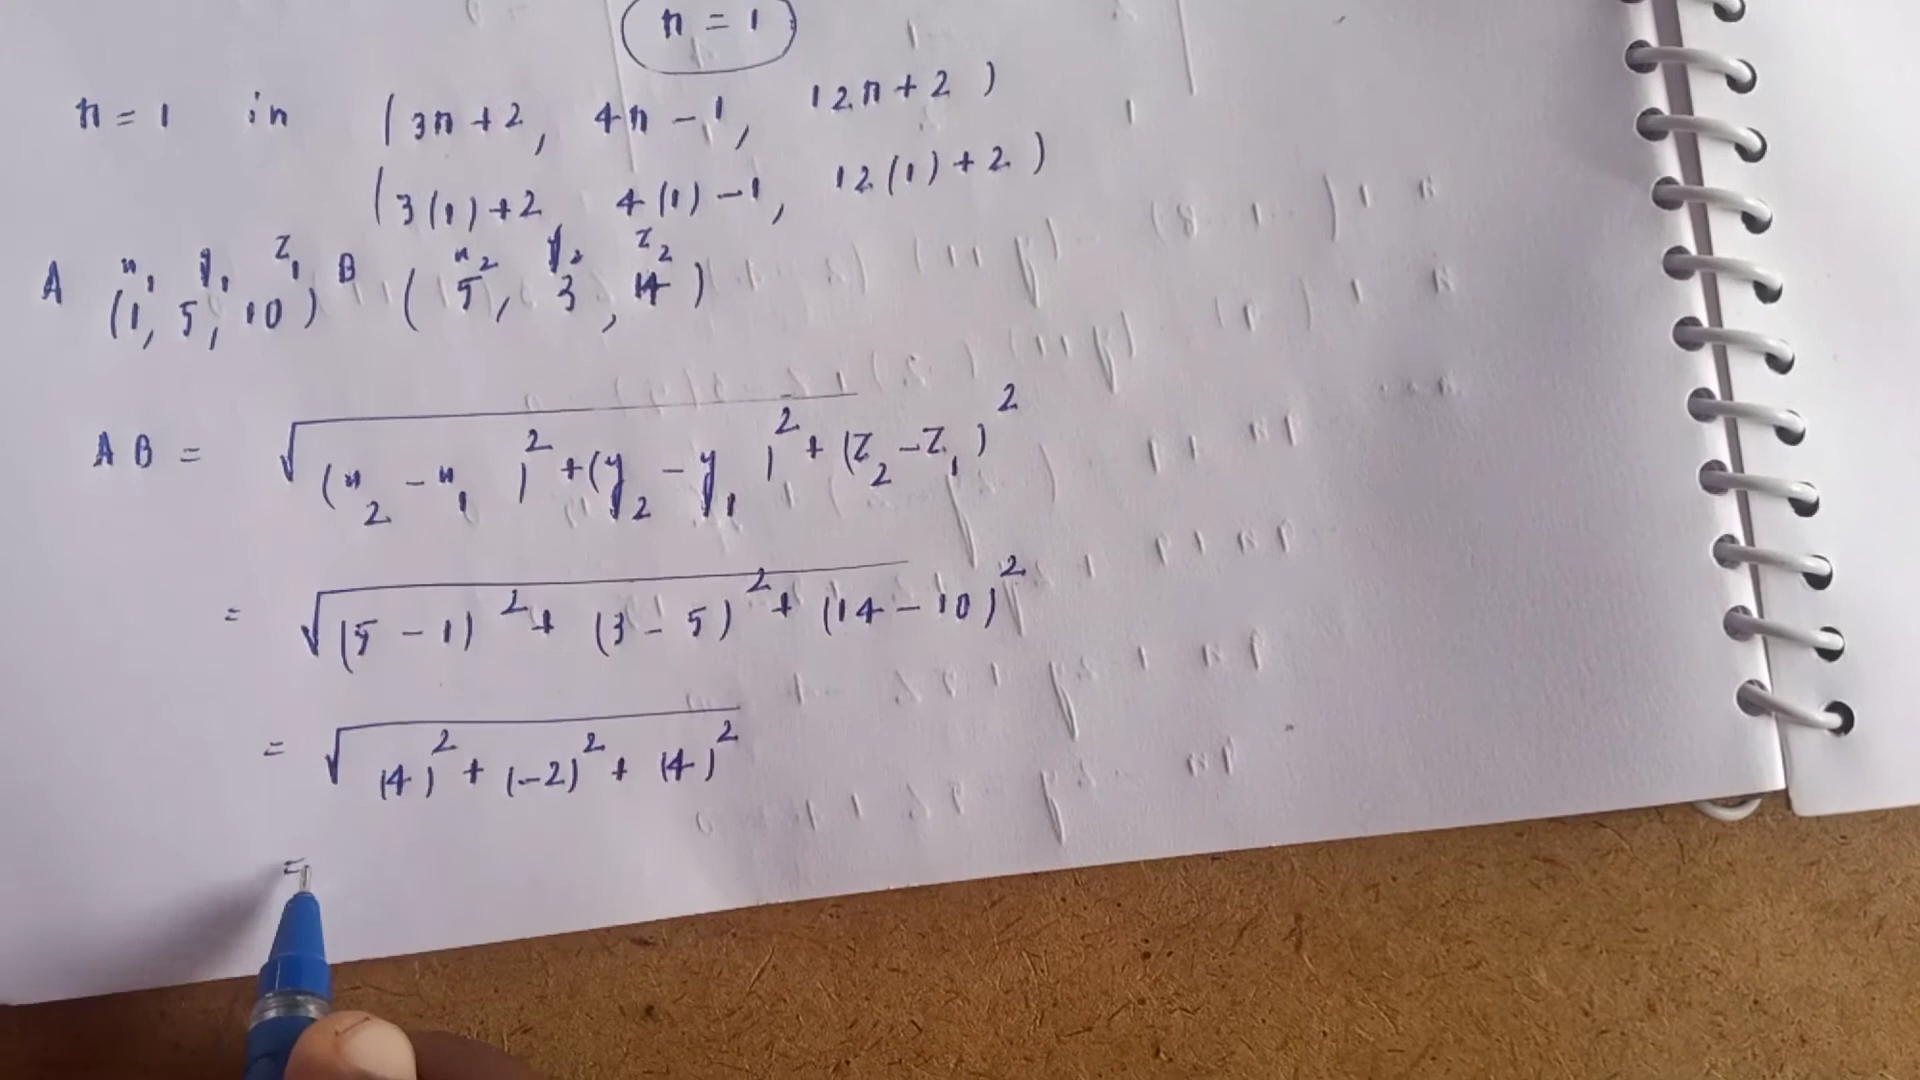 n = 1
n = 1 in (3n+2, 4n-1, 12n+2)
(3(1)+2, 4(1)-1, 12(1)+2)
x₁ y₁ z₁ x₂ y₂ z₂
A (1, 5, 10) B (5, 3, 14)
AB = √(x₂-x₁)²+(y₂-y₁)²+(z₂-z₁)²
= √(5-1)²+(3-5)²+(14-10)²
= √(4)²+(-2)²+(4)²
=